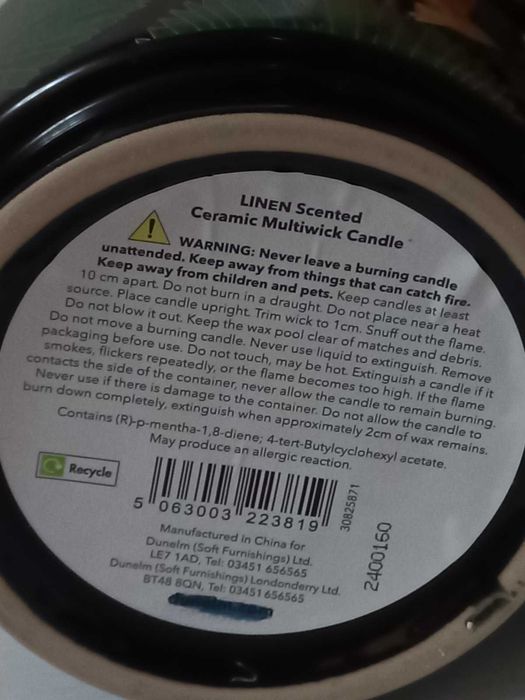 LINEN Scented
Ceramic Multiwick Candle
WARNING: Never leave a burning candle
unattended. Keep away from things that can catch fire.
Keep away from children and pets. Keep candles at least
10 cm apart. Do not burn in a draught. Do not place near a heat
source. Place candle upright. Trim wick to 1cm. Snuff out the flame.
Do not blow it out. Keep the wax pool clear of matches and debris.
Do not move a burning candle. Never use liquid to extinguish. Remove
packaging before use. Do not touch, may be hot. Extinguish a candle if it
smokes, flickers repeatedly, or the flame becomes too high. If the flame
contacts the side of the container, never allow the candle to remain burning.
Never use if there is damage to the container. Do not allow the candle to
burn down completely, extinguish when approximately 2cm of wax remains.
Contains (R)-p-mentha-1,8-diene; 4-tert-Butylcyclohexyl acetate.
May produce an allergic reaction.
Recycle
5 063003 223819
30825871
2400160
Manufactured in China for
Dunelm (Soft Furnishings) Ltd.
LE7 1AD, Tel: 03451 656565
Dunelm (Soft Furnishings) Londonderry Ltd.
BT48 8QN, Tel: 03451 656565